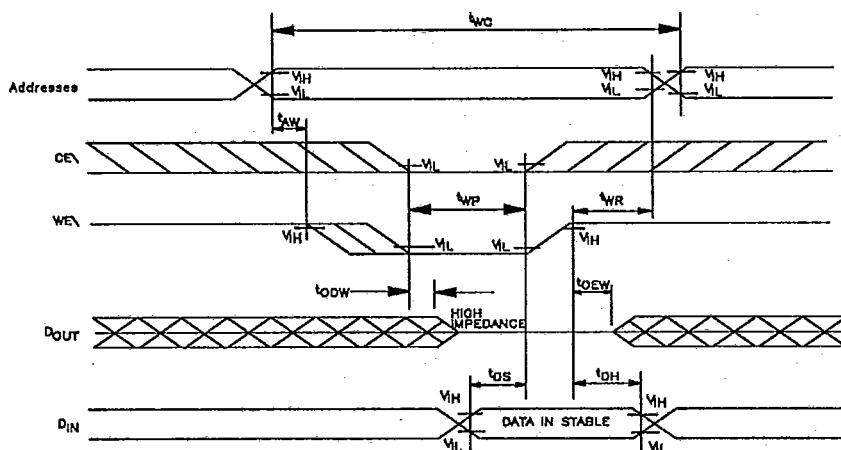 tWC
Addresses
VIH
VIL
VIH
VIL
VIH
VIL
tAW
CE\
VIL
VIL
tWP
tWR
WE\
VIH
VIL
VIL
VIH
tODW
tOEW
DOUT
HIGH
IMPEDANCE
tDS
tDH
VIH
VIH
DIN
DATA IN STABLE
VIL
VIL